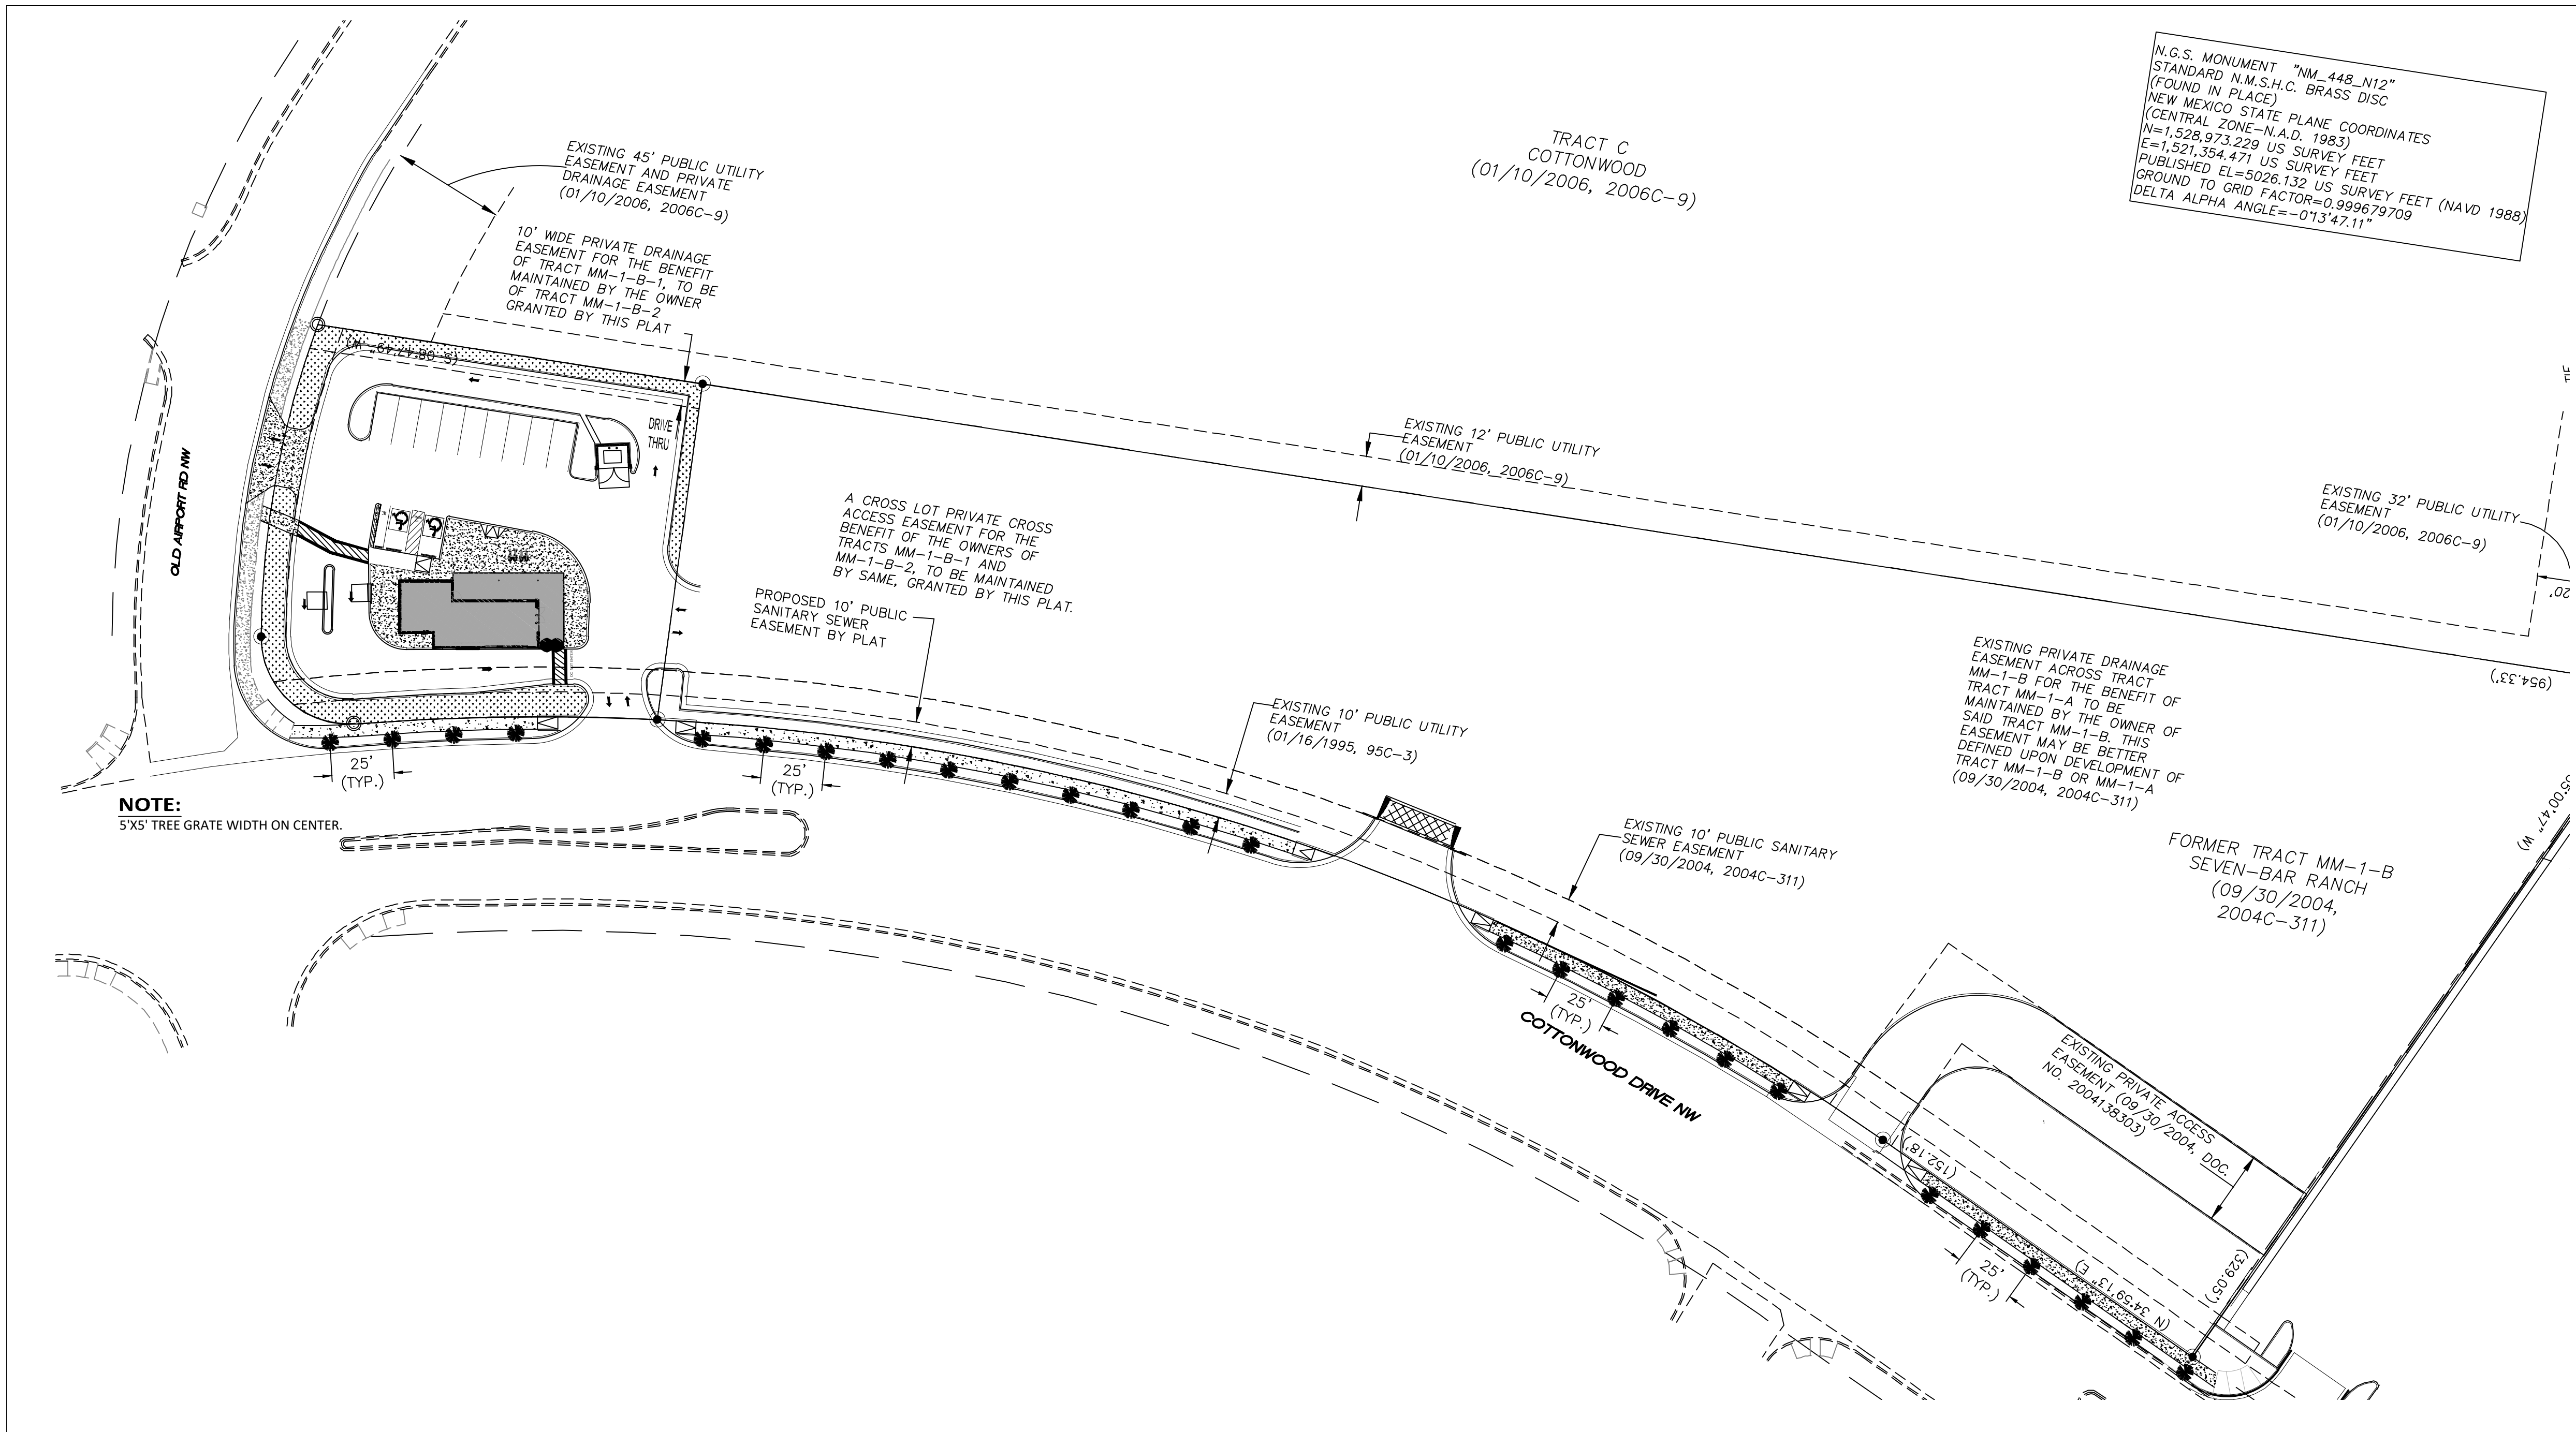 N.G.S. MONUMENT "NM_448_N12"
STANDARD N.M.S.H.C. BRASS DISC
(FOUND IN PLACE)
NEW MEXICO STATE PLANE COORDINATES
(CENTRAL ZONE-N.A.D. 1983)
N=1,528,973.229 US SURVEY FEET
E=1,521,354.471 US SURVEY FEET
PUBLISHED EL=5026.132 US SURVEY FEET (NAVD 1988)
GROUND TO GRID FACTOR=0.999679709
DELTA ALPHA ANGLE=-0°13'47.11"
TRACT C
COTTONWOOD
(01/10/2006, 2006C-9)
EXISTING 45' PUBLIC UTILITY
EASEMENT AND PRIVATE
DRAINAGE EASEMENT
(01/10/2006, 2006C-9)
10' WIDE PRIVATE DRAINAGE
EASEMENT FOR THE BENEFIT
OF TRACT MM-1-B-1, TO BE
MAINTAINED BY THE OWNER
OF TRACT MM-1-B-2
GRANTED BY THIS PLAT
(S 08°47'49" W)
DRIVE
THRU
OLD AIRPORT RD NW
EXISTING 12' PUBLIC UTILITY
EASEMENT
(01/10/2006, 2006C-9)
EXISTING 32' PUBLIC UTILITY
EASEMENT
(01/10/2006, 2006C-9)
20'
A CROSS LOT PRIVATE CROSS
ACCESS EASEMENT FOR THE
BENEFIT OF THE OWNERS OF
TRACTS MM-1-B-1 AND
MM-1-B-2, TO BE MAINTAINED
BY SAME, GRANTED BY THIS PLAT.
PROPOSED 10' PUBLIC
SANITARY SEWER
EASEMENT BY PLAT
(954.33')
EXISTING PRIVATE DRAINAGE
EASEMENT ACROSS TRACT
MM-1-B FOR THE BENEFIT OF
TRACT MM-1-A TO BE
MAINTAINED BY THE OWNER OF
SAID TRACT MM-1-B. THIS
EASEMENT MAY BE BETTER
DEFINED UPON DEVELOPMENT OF
TRACT MM-1-B OR MM-1-A
(09/30/2004, 2004C-311)
EXISTING 10' PUBLIC UTILITY
EASEMENT
(01/16/1995, 95C-3)
25'
(TYP.)
25'
(TYP.)
NOTE:
5'X5' TREE GRATE WIDTH ON CENTER.
EXISTING 10' PUBLIC SANITARY
SEWER EASEMENT
(09/30/2004, 2004C-311)
FORMER TRACT MM-1-B
SEVEN-BAR RANCH
(09/30/2004,
2004C-311)
5°00'47" W)
25'
(TYP.)
COTTONWOOD DRIVE NW
EXISTING PRIVATE ACCESS
EASEMENT (09/30/2004, DOC.
NO. 2004138303)
(152.18')
(329.05')
(N 34°59'13" E)
25'
(TYP.)